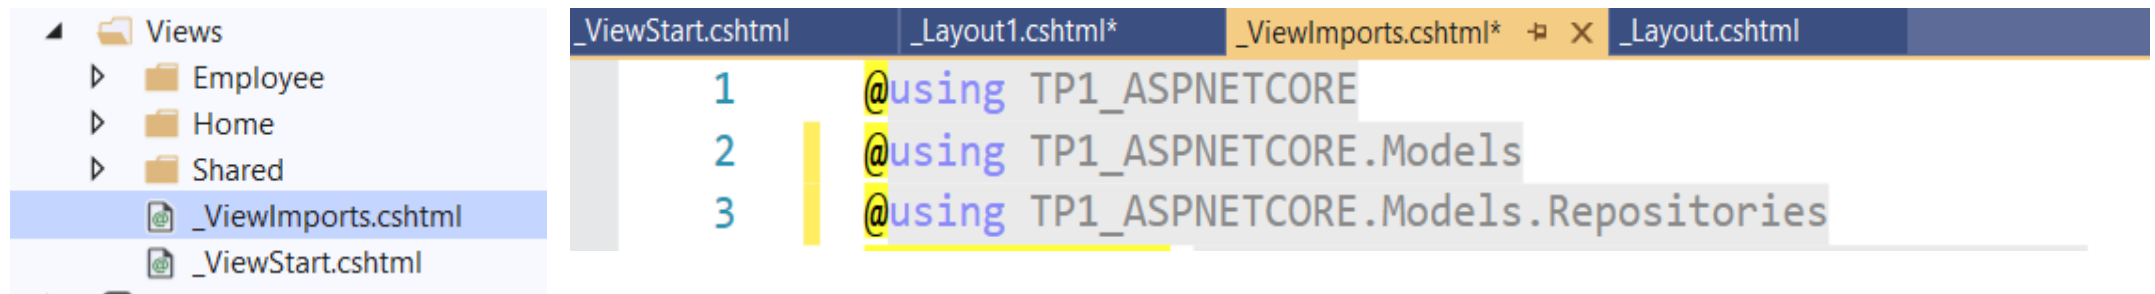 Views
Employee
Home
Shared
_ViewImports.cshtml
_ViewStart.cshtml
_ViewStart.cshtml _Layout1.cshtml* _ViewImports.cshtml* _Layout.cshtml
1 @using TP1_ASPNETCORE
2 @using TP1_ASPNETCORE.Models
3 @using TP1_ASPNETCORE.Models.Repositories